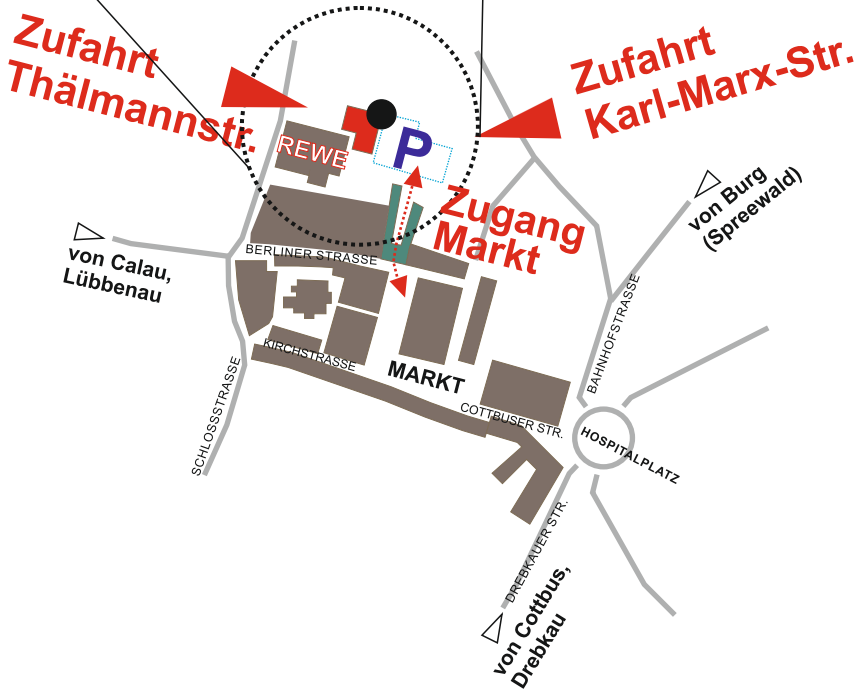 Zufahrt
Thälmannstr.
Zufahrt
Karl-Marx-Str.
REWE
P
Zugang
Markt
von Burg
(Spreewald)
von Calau,
Lübbenau
BERLINER STRASSE
KIRCHSTRASSE
MARKT
SCHLOSSSTRASSE
BAHNHOFSTRASSE
COTTBUSER STR.
HOSPITALPLATZ
DREBKAUER STR.
von Cottbus,
Drebkau